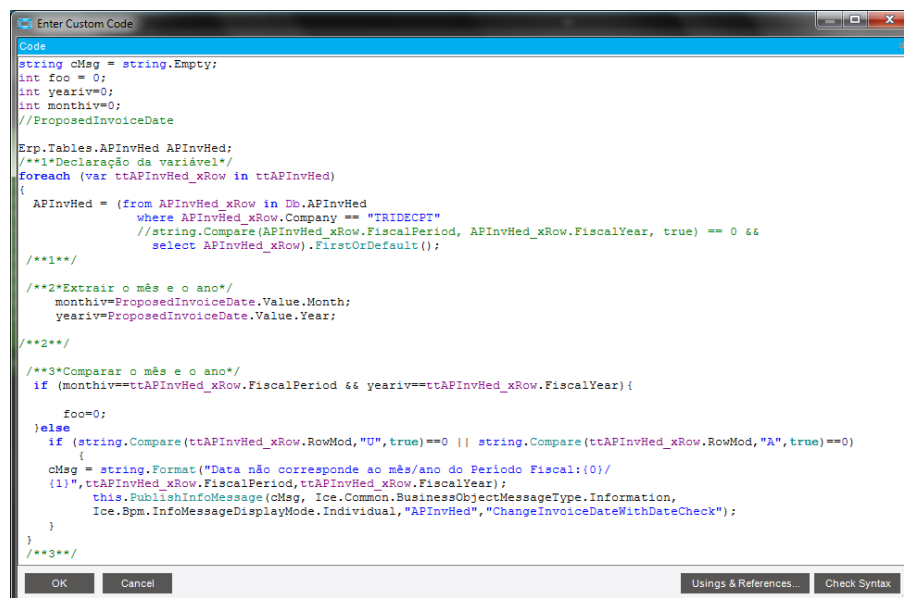 Enter Custom Code
Code
string cMsg = string.Empty;
int foo = 0;
int yeariv=0;
int monthiv=0;
//ProposedInvoiceDate
Erp.Tables.APInvHed APInvHed;
/**1*Declaração da variável*/
foreach (var ttAPInvHed_xRow in ttAPInvHed)
{
APInvHed = (from APInvHed_xRow in Db.APInvHed
where APInvHed_xRow.Company == "TRIDECPT"
//string.Compare(APInvHed_xRow.FiscalPeriod, APInvHed_xRow.FiscalYear, true) == 0 &&
select APInvHed_xRow).FirstOrDefault();
/**1**/
/**2*Extrair o mês e o ano*/
monthiv=ProposedInvoiceDate.Value.Month;
yeariv=ProposedInvoiceDate.Value.Year;
/**2**/
/**3*Comparar o mês e o ano*/
if (monthiv==ttAPInvHed_xRow.FiscalPeriod && yeariv==ttAPInvHed_xRow.FiscalYear){
foo=0;
}else
if (string.Compare(ttAPInvHed_xRow.RowMod,"U",true)==0 || string.Compare(ttAPInvHed_xRow.RowMod,"A",true)==0)
{
cMsg = string.Format("Data não corresponde ao mês/ano do Período Fiscal:{0}/
{1}",ttAPInvHed_xRow.FiscalPeriod,ttAPInvHed_xRow.FiscalYear);
this.PublishInfoMessage(cMsg, Ice.Common.BusinessObjectMessageType.Information,
Ice.Bpm.InfoMessageDisplayMode.Individual,"APInvHed","ChangeInvoiceDateWithDateCheck");
}
}
/**3**/
OK Cancel Usings & References... Check Syntax